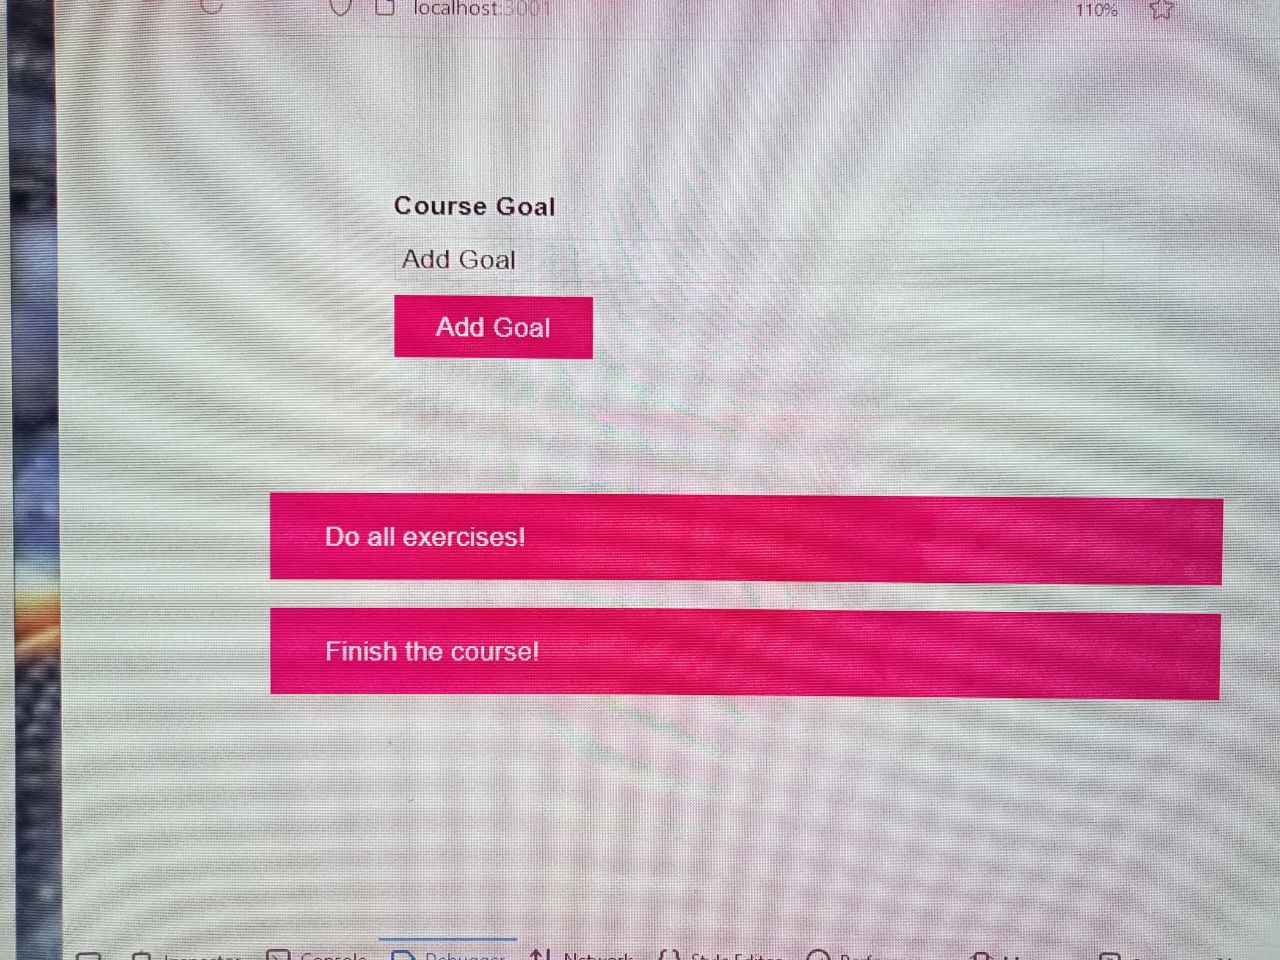 localhost:3001
110%
Course Goal
Add Goal
Add Goal
Do all exercises!
Finish the course!
Inspector Console Debugger Network Style Editor